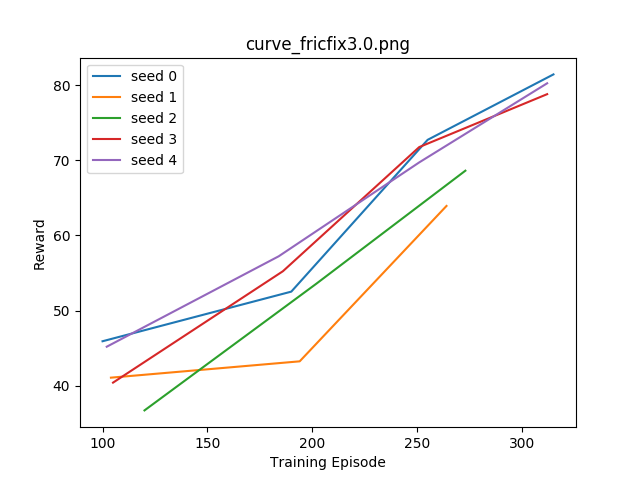 curve_fricfix3.0.png
seed 0
seed 1
seed 2
seed 3
seed 4
Reward
80
70
60
50
40
100 150 200 250 300
Training Episode